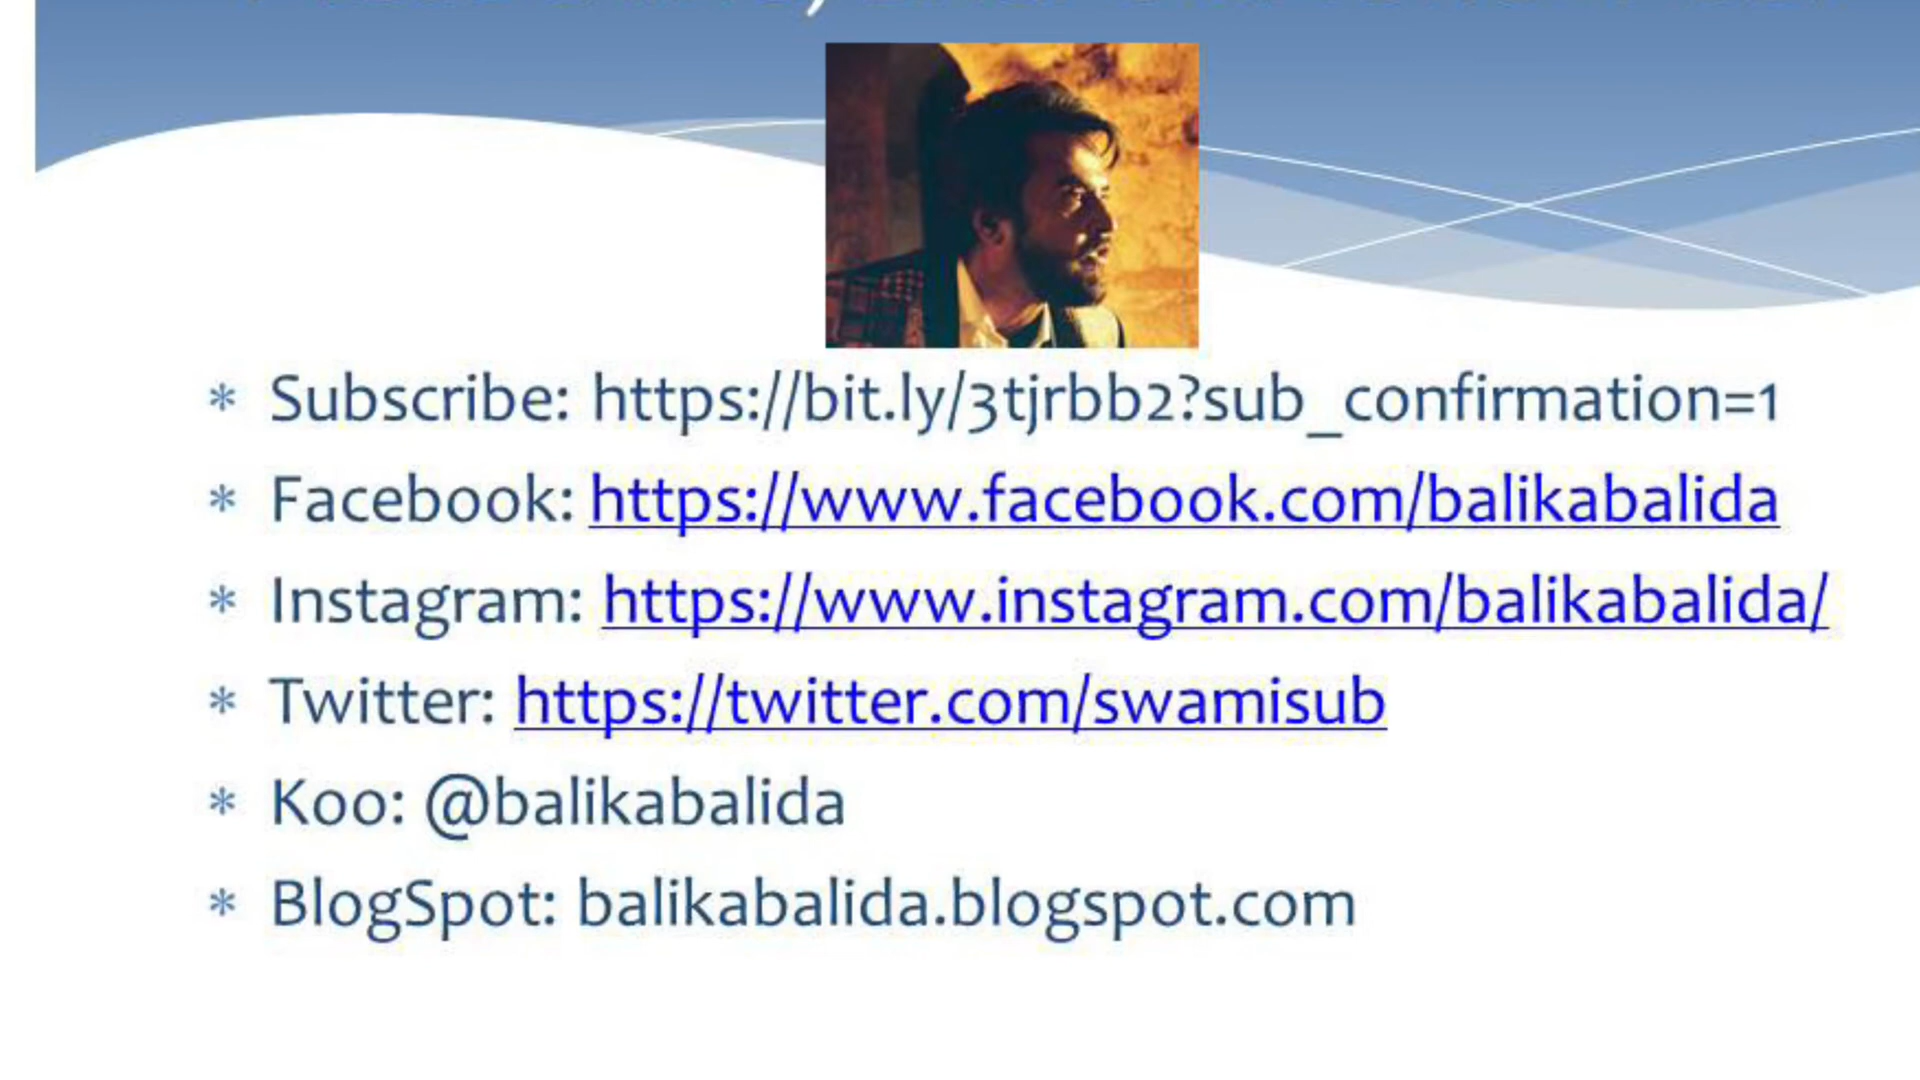 * Subscribe: https://bit.ly/3tjrbb2?sub_confirmation=1
* Facebook: https://www.facebook.com/balikabalida
* Instagram: https://www.instagram.com/balikabalida/
* Twitter: https://twitter.com/swamisub
* Koo: @balikabalida
* BlogSpot: balikabalida.blogspot.com